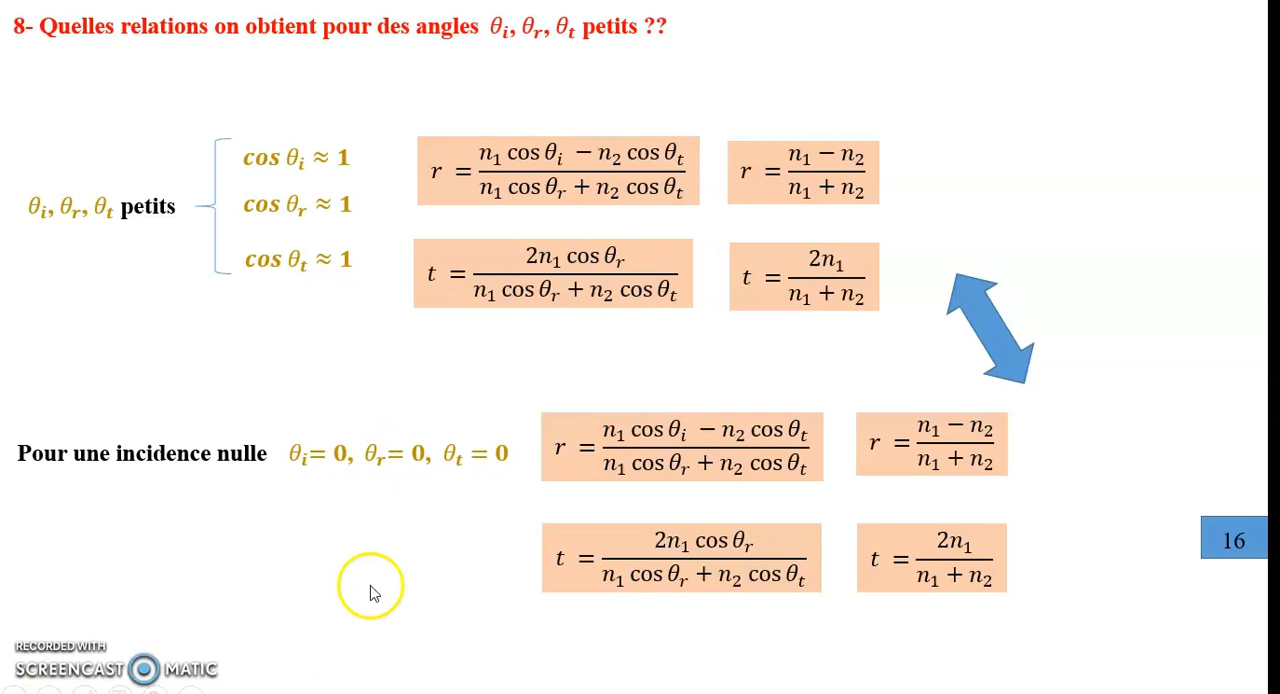 8- Quelles relations on obtient pour des angles θᵢ, θᵣ, θₜ petits ??
θᵢ, θᵣ, θₜ petits
cos θᵢ ≈ 1
cos θᵣ ≈ 1
cos θₜ ≈ 1
r = (n₁ cos θᵢ − n₂ cos θₜ) / (n₁ cos θᵣ + n₂ cos θₜ)
r = (n₁ − n₂) / (n₁ + n₂)
t = (2n₁ cos θᵣ) / (n₁ cos θᵣ + n₂ cos θₜ)
t = 2n₁ / (n₁ + n₂)
Pour une incidence nulle θᵢ= 0, θᵣ= 0, θₜ = 0
r = (n₁ cos θᵢ − n₂ cos θₜ) / (n₁ cos θᵣ + n₂ cos θₜ)
r = (n₁ − n₂) / (n₁ + n₂)
t = (2n₁ cos θᵣ) / (n₁ cos θᵣ + n₂ cos θₜ)
t = 2n₁ / (n₁ + n₂)
16
RECORDED WITH
SCREENCAST MATIC